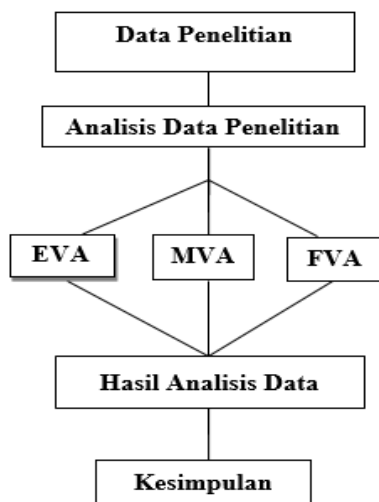 Data Penelitian
Analisis Data Penelitian
EVA
MVA
FVA
Hasil Analisis Data
Kesimpulan